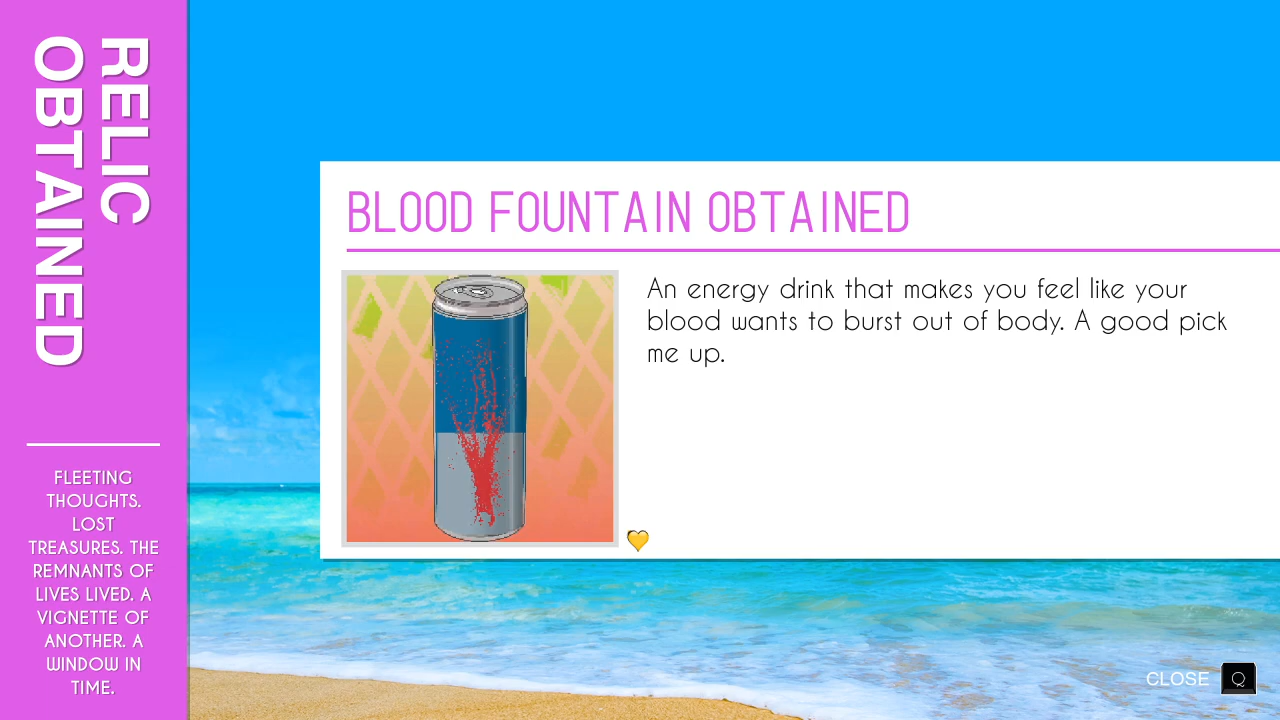 RELIC
OBTAINED
FLEETING
THOUGHTS.
LOST
TREASURES. THE
REMNANTS OF
LIVES LIVED. A
VIGNETTE OF
ANOTHER. A
WINDOW IN
TIME.
BLOOD FOUNTAIN OBTAINED
An energy drink that makes you feel like your
blood wants to burst out of body. A good pick
me up.
CLOSE Q